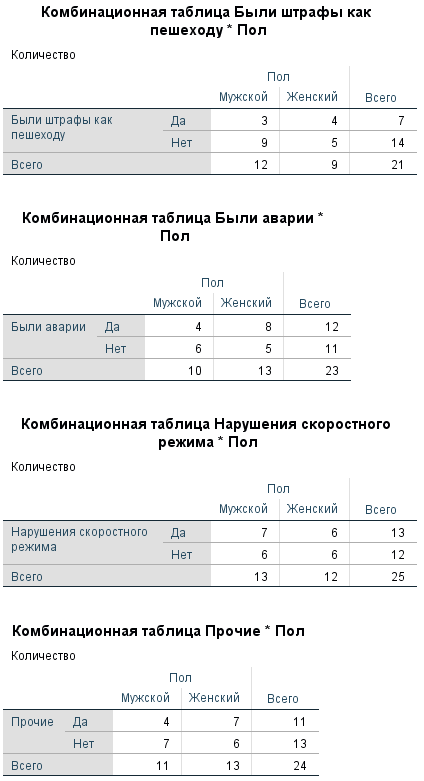 Комбинационная таблица Были штрафы как
пешеходу * Пол
Количество
Пол
Мужской Женский Всего
Были штрафы как пешеходу Да 3 4 7
Нет 9 5 14
Всего 12 9 21
Комбинационная таблица Были аварии *
Пол
Количество
Пол
Мужской Женский Всего
Были аварии Да 4 8 12
Нет 6 5 11
Всего 10 13 23
Комбинационная таблица Нарушения скоростного
режима * Пол
Количество
Пол
Мужской Женский Всего
Нарушения скоростного режима Да 7 6 13
Нет 6 6 12
Всего 13 12 25
Комбинационная таблица Прочие * Пол
Количество
Пол
Мужской Женский Всего
Прочие Да 4 7 11
Нет 7 6 13
Всего 11 13 24